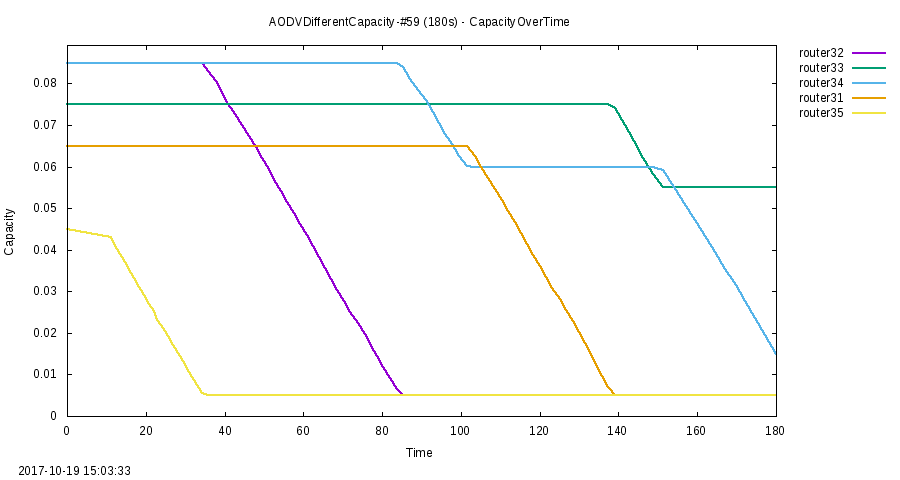 AODVDifferentCapacity-#59 (180s) - CapacityOverTime
router32
router33
router34
router31
router35
0.08
0.07
0.06
0.05
0.04
0.03
0.02
0.01
0
Capacity
0 20 40 60 80 100 120 140 160 180
Time
2017-10-19 15:03:33